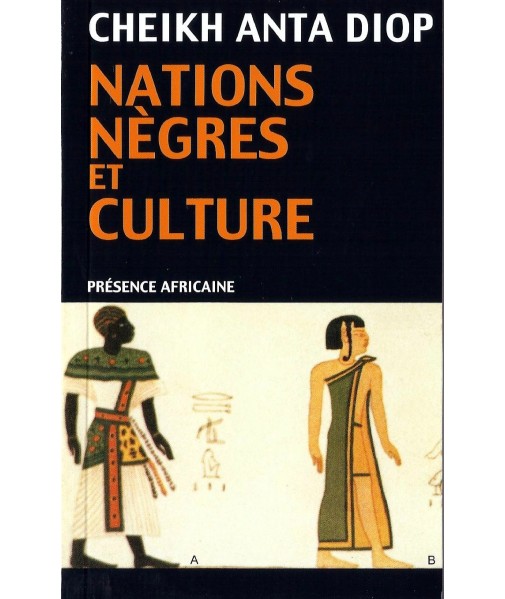 CHEIKH ANTA DIOP
NATIONS
NÈGRES
ET
CULTURE
PRÉSENCE AFRICAINE
A
B